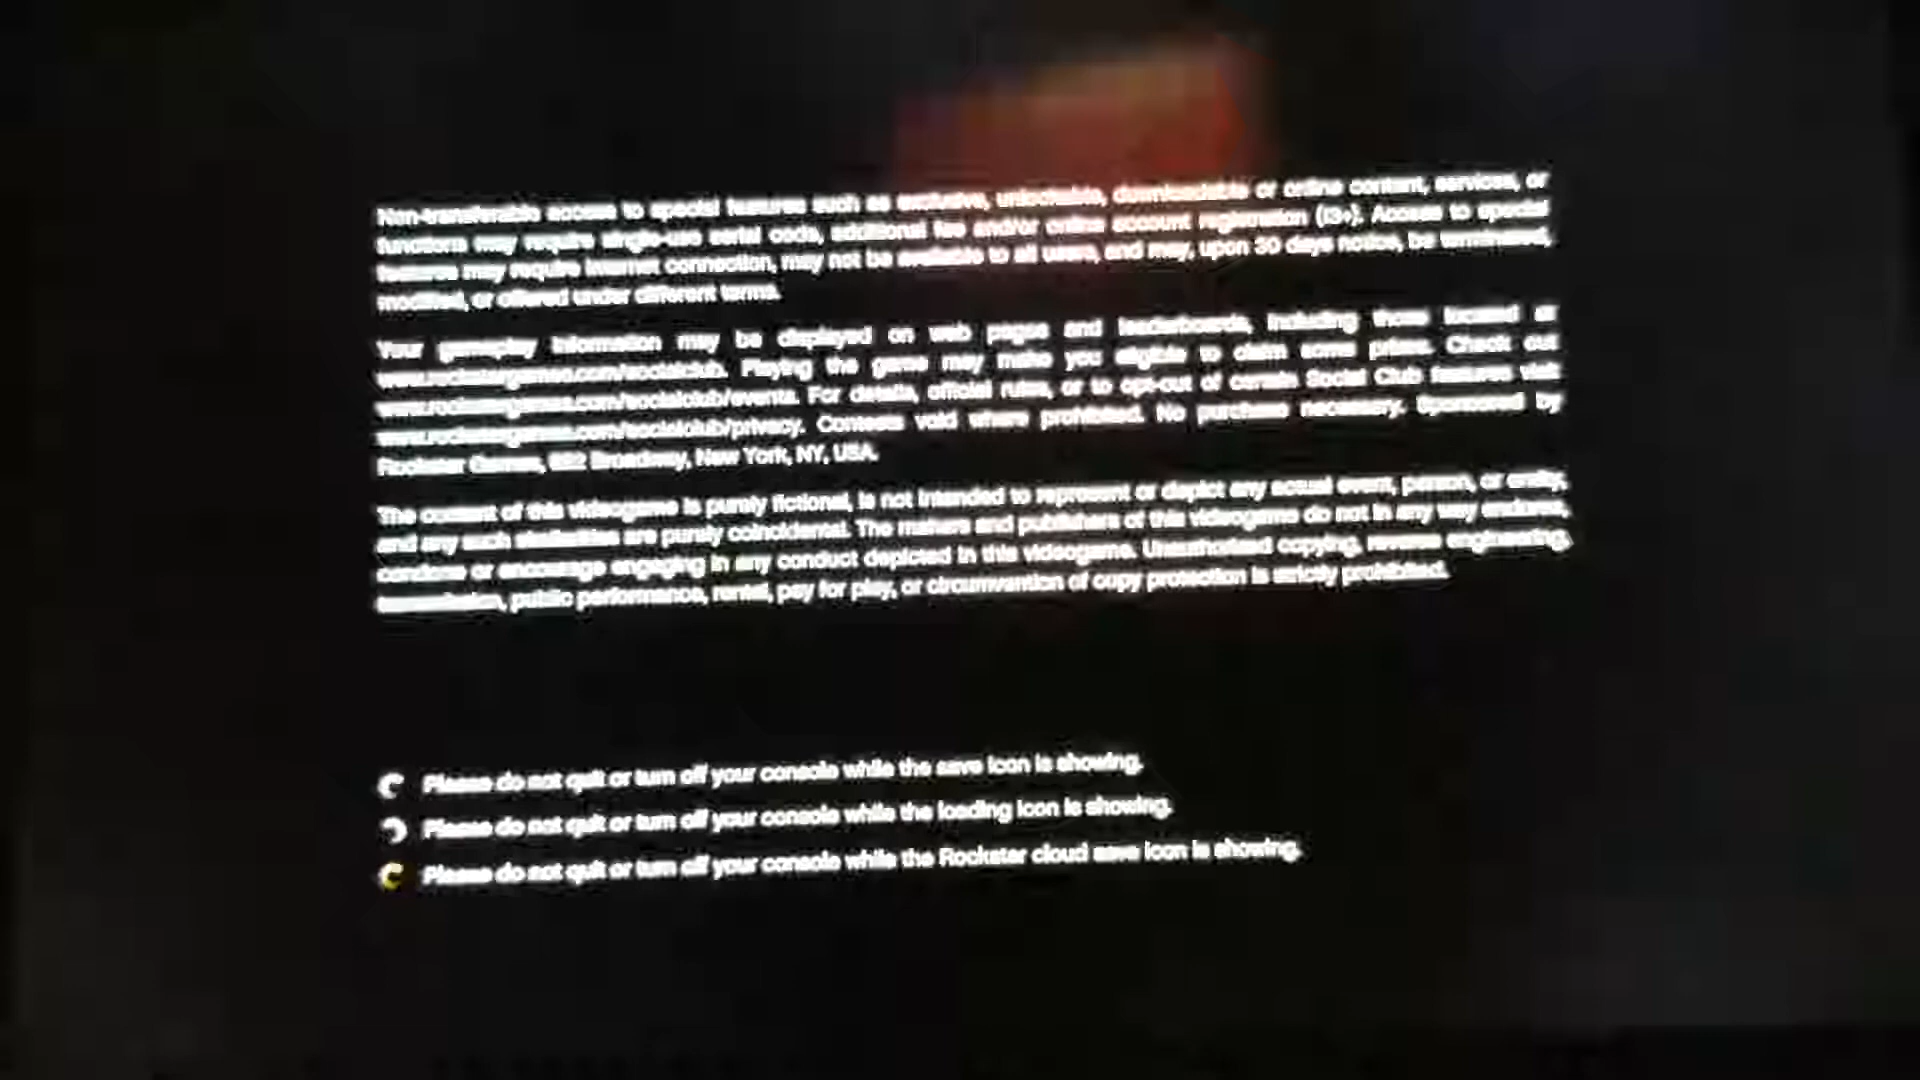 Non-transferable access to special features such as exclusive, unlockable, downloadable or online content, services, or
functions may require single-use serial code, additional fee and/or online account registration (13+). Access to special
features may require internet connection, may not be available to all users, and may, upon 30 days notice, be terminated,
modified, or offered under different terms.
Your gameplay information may be displayed on web pages and leaderboards, including those located at
www.rockstargames.com/socialclub. Playing the game may make you eligible to claim some prizes. Check out
www.rockstargames.com/socialclub/events. For details, official rules, or to opt-out of certain Social Club features visit
www.rockstargames.com/socialclub/privacy. Contests void where prohibited. No purchase necessary. Sponsored by
Rockstar Games, 622 Broadway, New York, NY, USA.
The content of this videogame is purely fictional, is not intended to represent or depict any actual event, person, or entity,
and any such similarities are purely coincidental. The makers and publishers of this videogame do not in any way endorse,
condone or encourage engaging in any conduct depicted in this videogame. Unauthorised copying, reverse engineering,
transmission, public performance, rental, pay for play, or circumvention of copy protection is strictly prohibited.
Please do not quit or turn off your console while the save icon is showing.
Please do not quit or turn off your console while the loading icon is showing.
Please do not quit or turn off your console while the Rockstar cloud save icon is showing.